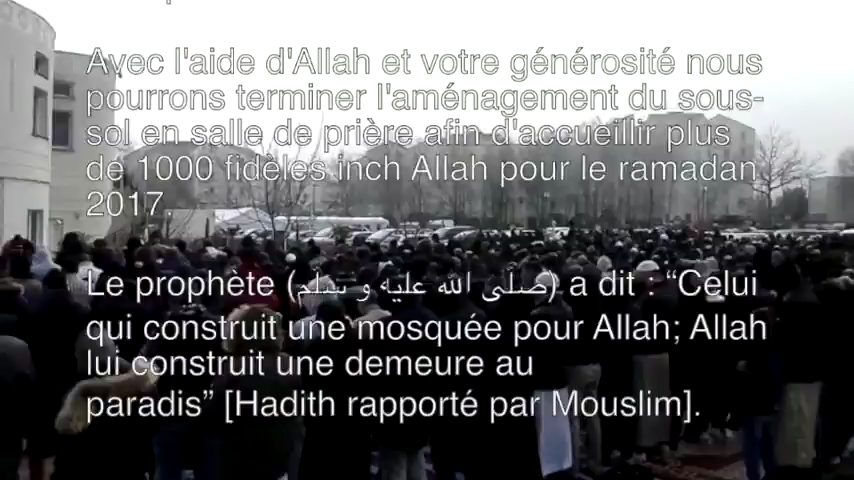 Avec l'aide d'Allah et votre générosité nous
pourrons terminer l'aménagement du sous-
sol en salle de prière afin d'accueillir plus
de 1000 fidèles inch Allah pour le ramadan
2017
Le prophète (صلى الله عليه و سلم) a dit : “Celui
qui construit une mosquée pour Allah; Allah
lui construit une demeure au
paradis” [Hadith rapporté par Mouslim].